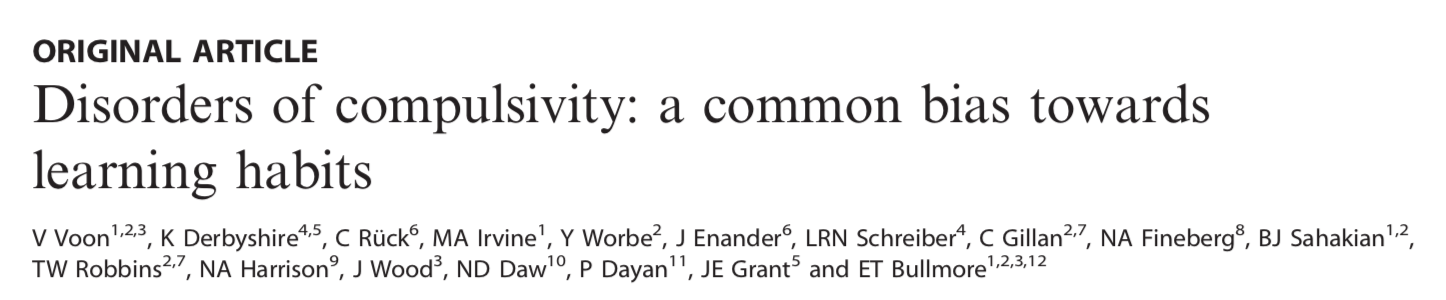 ORIGINAL ARTICLE
Disorders of compulsivity: a common bias towards
learning habits
V Voon1,2,3, K Derbyshire4,5, C Rück6, MA Irvine1, Y Worbe2, J Enander6, LRN Schreiber4, C Gillan2,7, NA Fineberg8, BJ Sahakian1,2,
TW Robbins2,7, NA Harrison9, J Wood3, ND Daw10, P Dayan11, JE Grant5 and ET Bullmore1,2,3,12